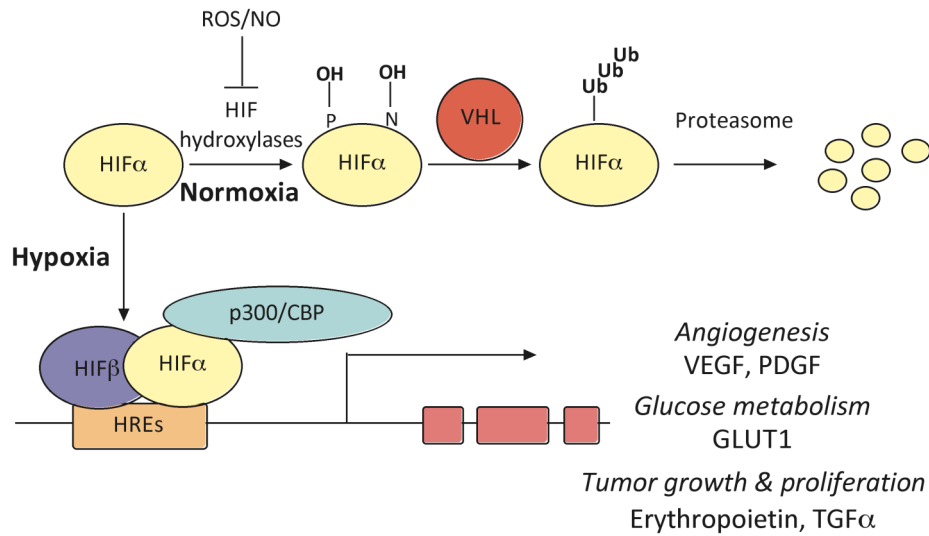 ROS/NO
HIF
hydroxylases
Normoxia
HIFα
OH
P
OH
N
HIFα
VHL
Ub
Ub
Ub
HIFα
Proteasome
Hypoxia
p300/CBP
HIFβ
HIFα
HREs
Angiogenesis
VEGF, PDGF
Glucose metabolism
GLUT1
Tumor growth & proliferation
Erythropoietin, TGFα